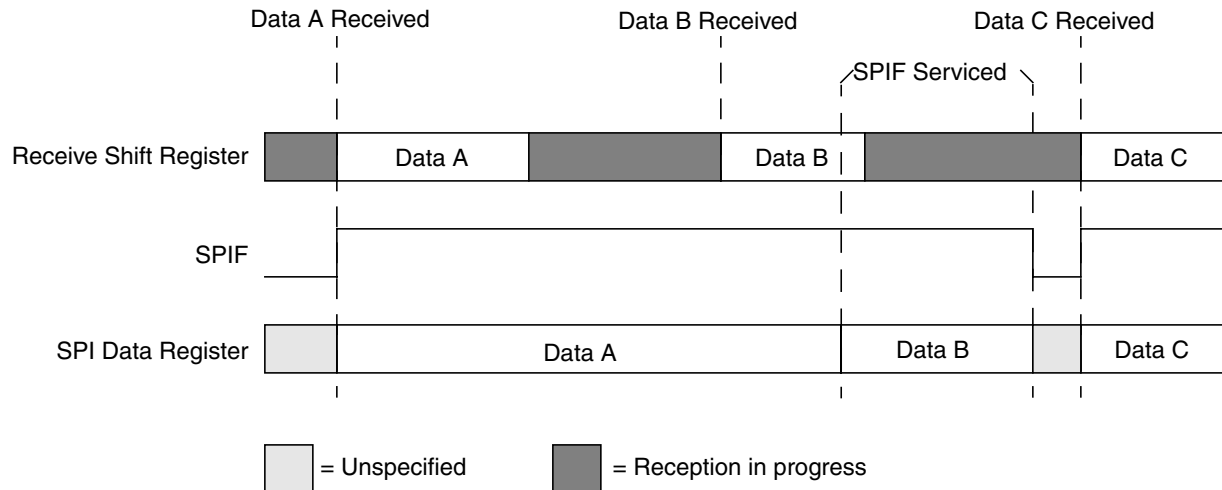 Data A Received Data B Received Data C Received
SPIF Serviced
Receive Shift Register Data A Data B Data C
SPIF
SPI Data Register Data A Data B Data C
= Unspecified = Reception in progress